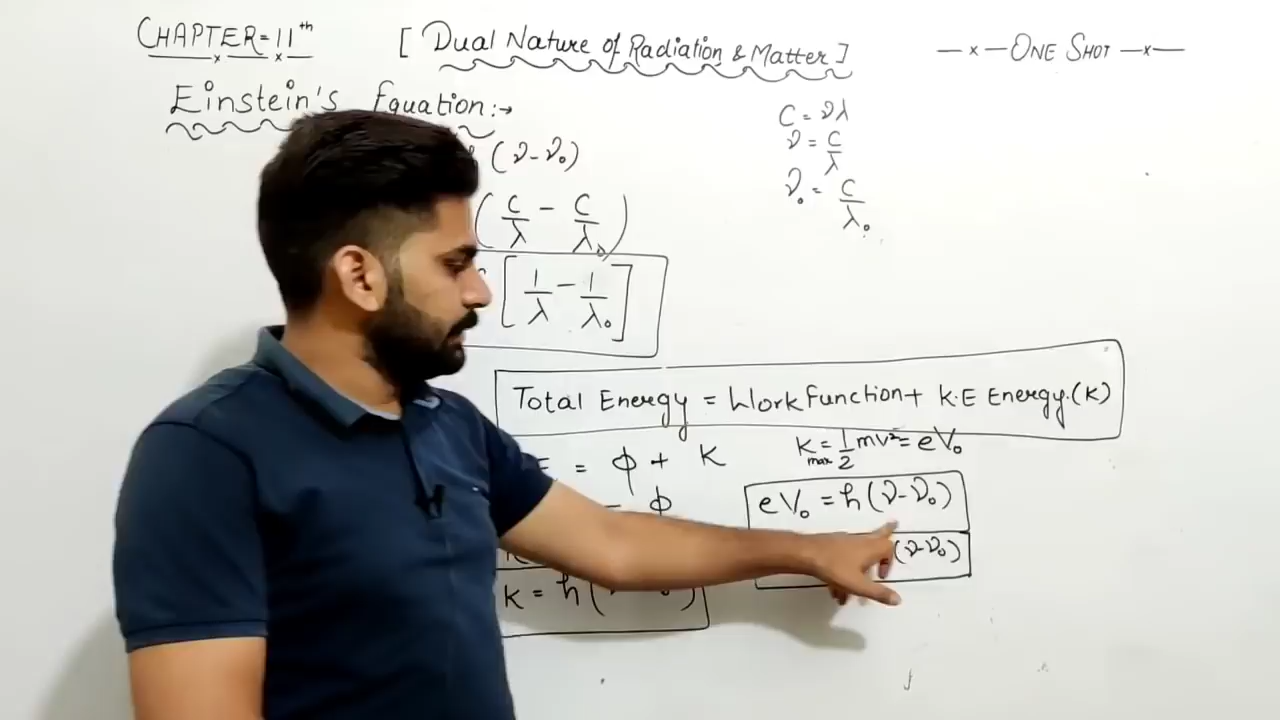 CHAPTER=11th [Dual Nature of Radiation & Matter] —x—ONE SHOT—x—
Einstein's Equation:→
(ν-ν₀)
(C/λ - C/λ₀)
[1/λ - 1/λ₀]
C=νλ
ν=C/λ
ν₀=C/λ₀
Total Energy = Work Function + K.E Energy.(K)
= φ + K
- φ
K = h(
Kmax = 1/2 mv² = eV₀
eV₀ = h(ν-ν₀)
(ν-ν₀)